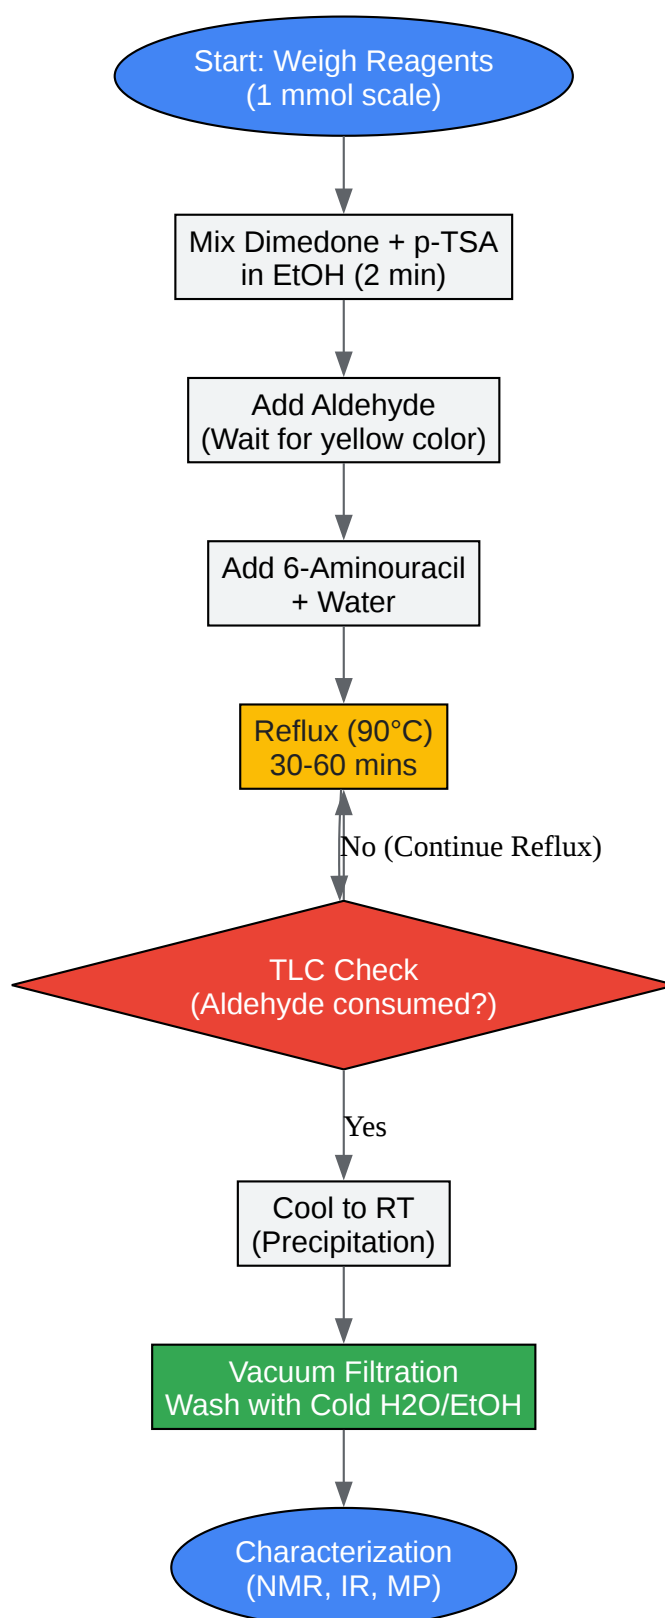 Start: Weigh Reagents
(1 mmol scale)
Mix Dimedone + p-TSA
in EtOH (2 min)
Add Aldehyde
(Wait for yellow color)
Add 6-Aminouracil
+ Water
Reflux (90°C)
30-60 mins
No (Continue Reflux)
TLC Check
(Aldehyde consumed?)
Yes
Cool to RT
(Precipitation)
Vacuum Filtration
Wash with Cold H2O/EtOH
Characterization
(NMR, IR, MP)